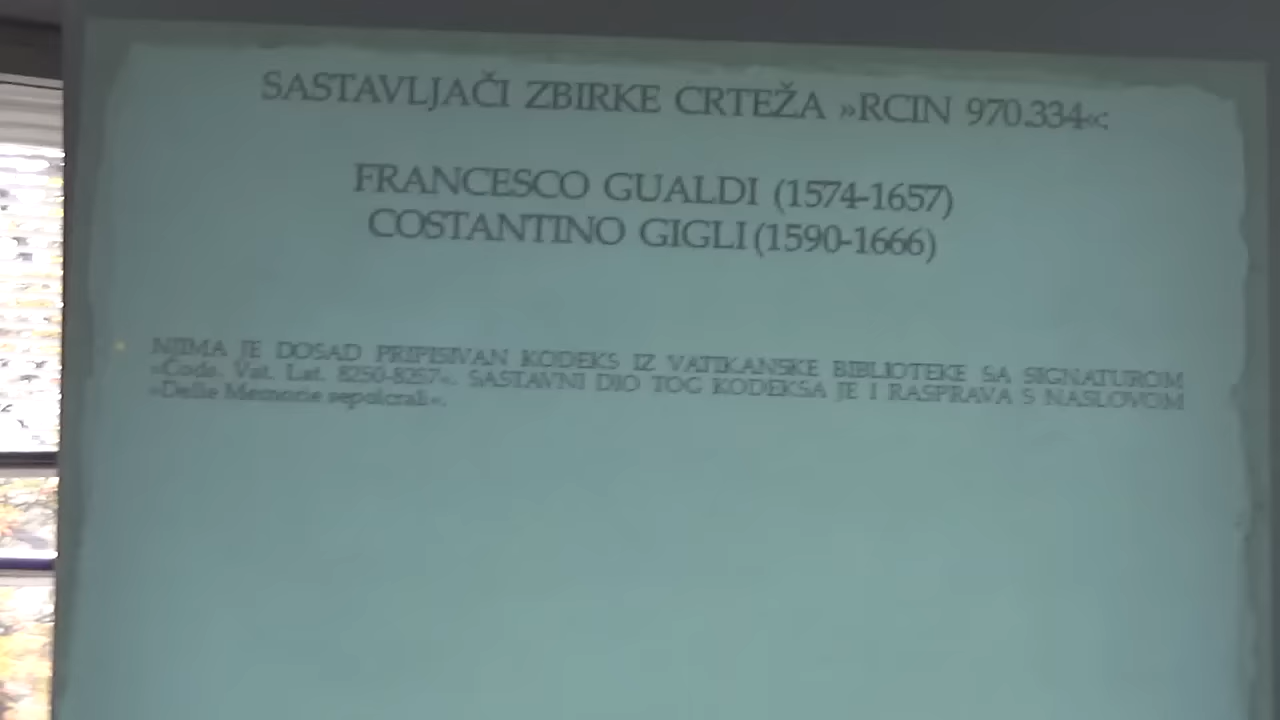 SASTAVLJAČI ZBIRKE CRTEŽA »RCIN 970.334«:
FRANCESCO GUALDI (1574-1657)
COSTANTINO GIGLI (1590-1666)
NJIMA JE DOSAD PRIPISIVAN KODEKS IZ VATIKANSKE BIBLIOTEKE SA SIGNATUROM
»Codd. Vat. Lat. 8250-8257«. SASTAVNI DIO TOG KODEKSA JE I RASPRAVA S NASLOVOM
»Delle Memorie sepolcrali«.